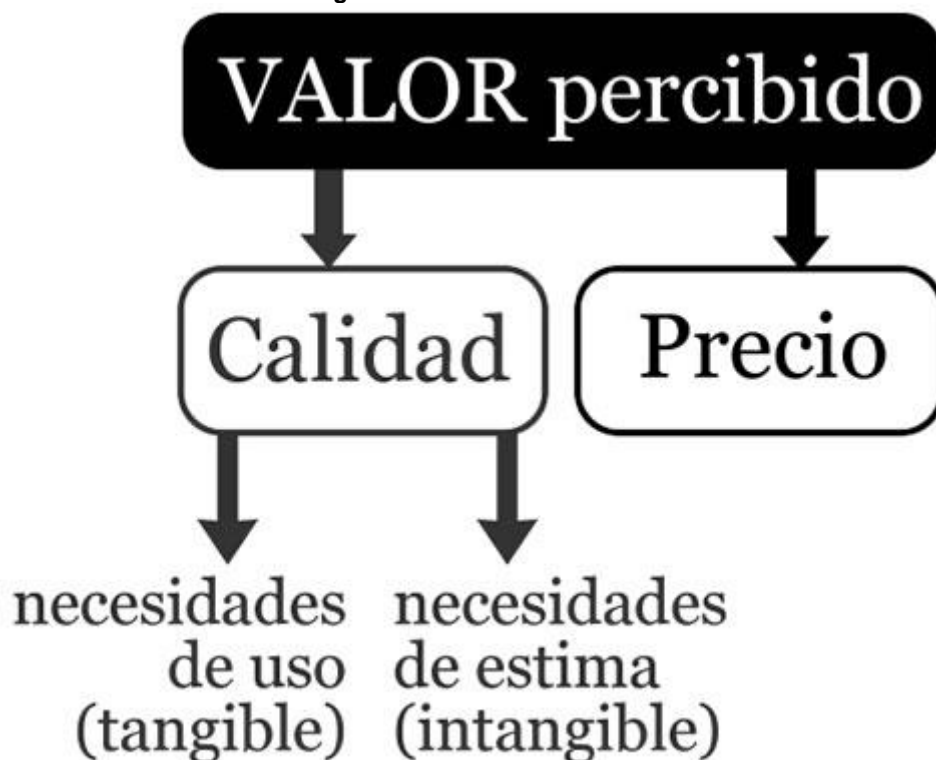 VALOR percibido
Calidad
Precio
necesidades
de uso
(tangible)
necesidades
de estima
(intangible)